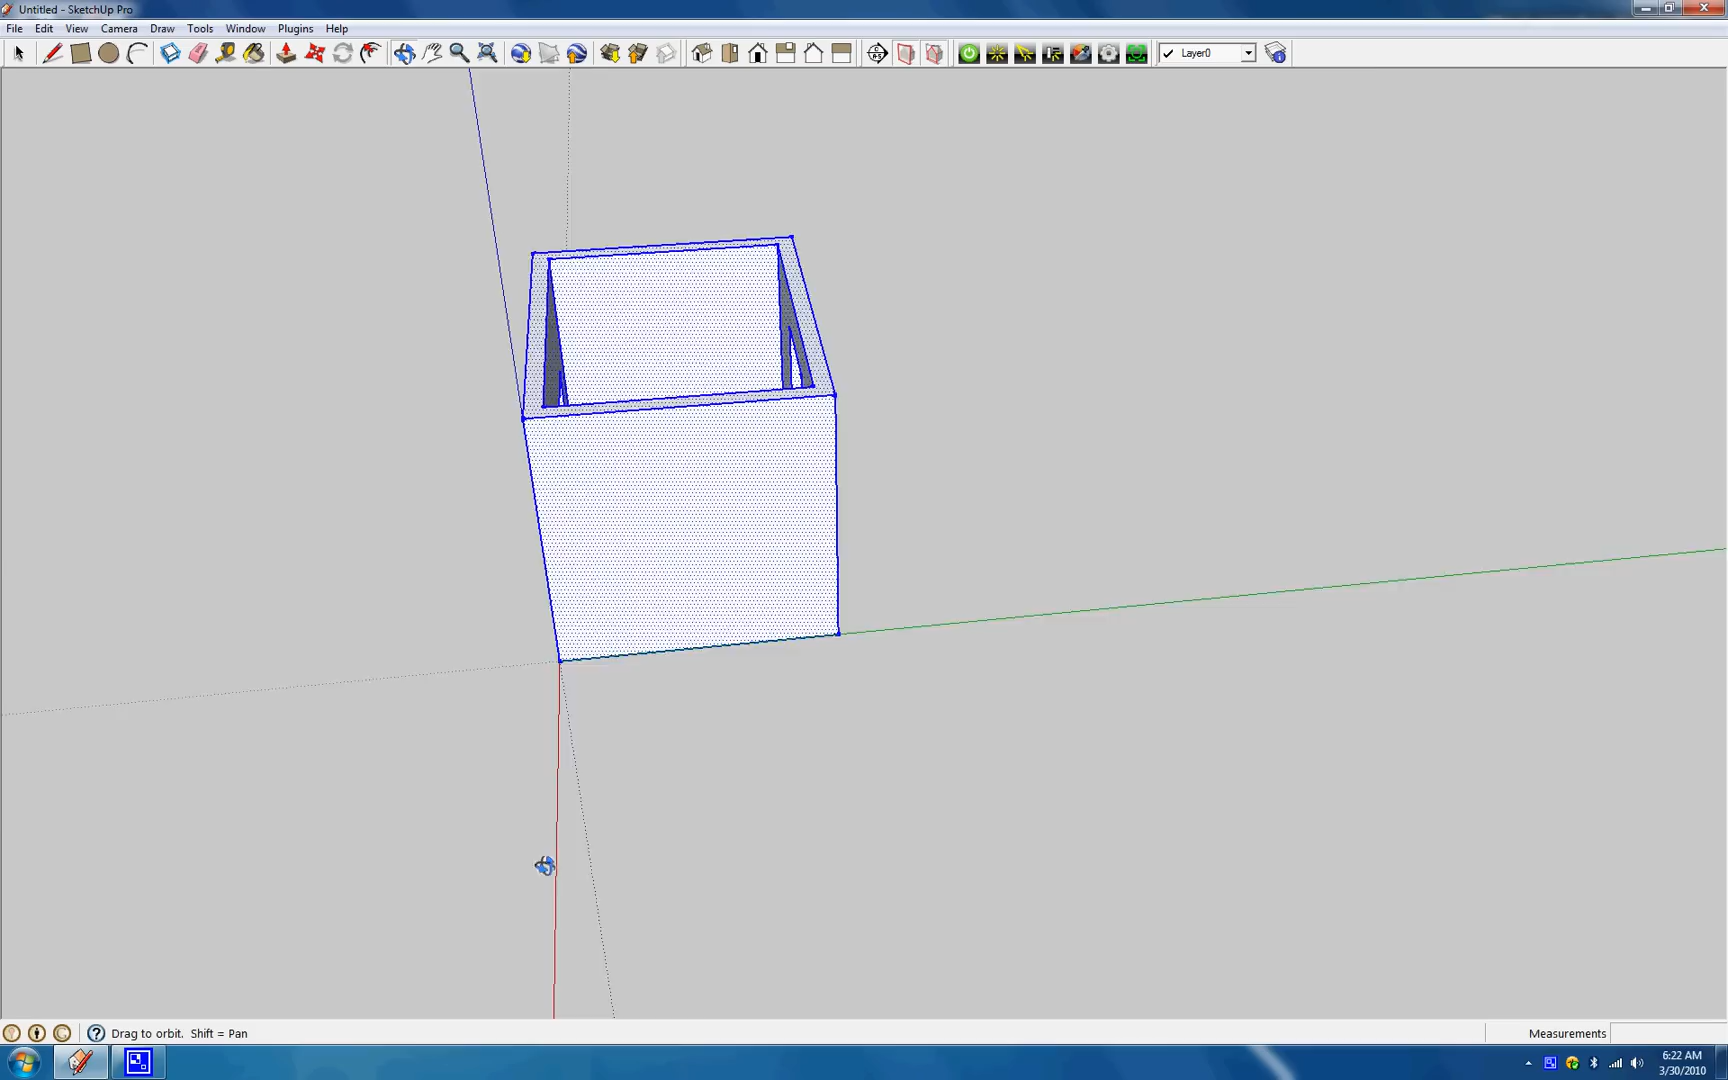 Untitled - SketchUp Pro
File Edit View Camera Draw Tools Window Plugins Help
Layer0
Drag to orbit. Shift = Pan
Measurements
6:22 AM
3/30/2010